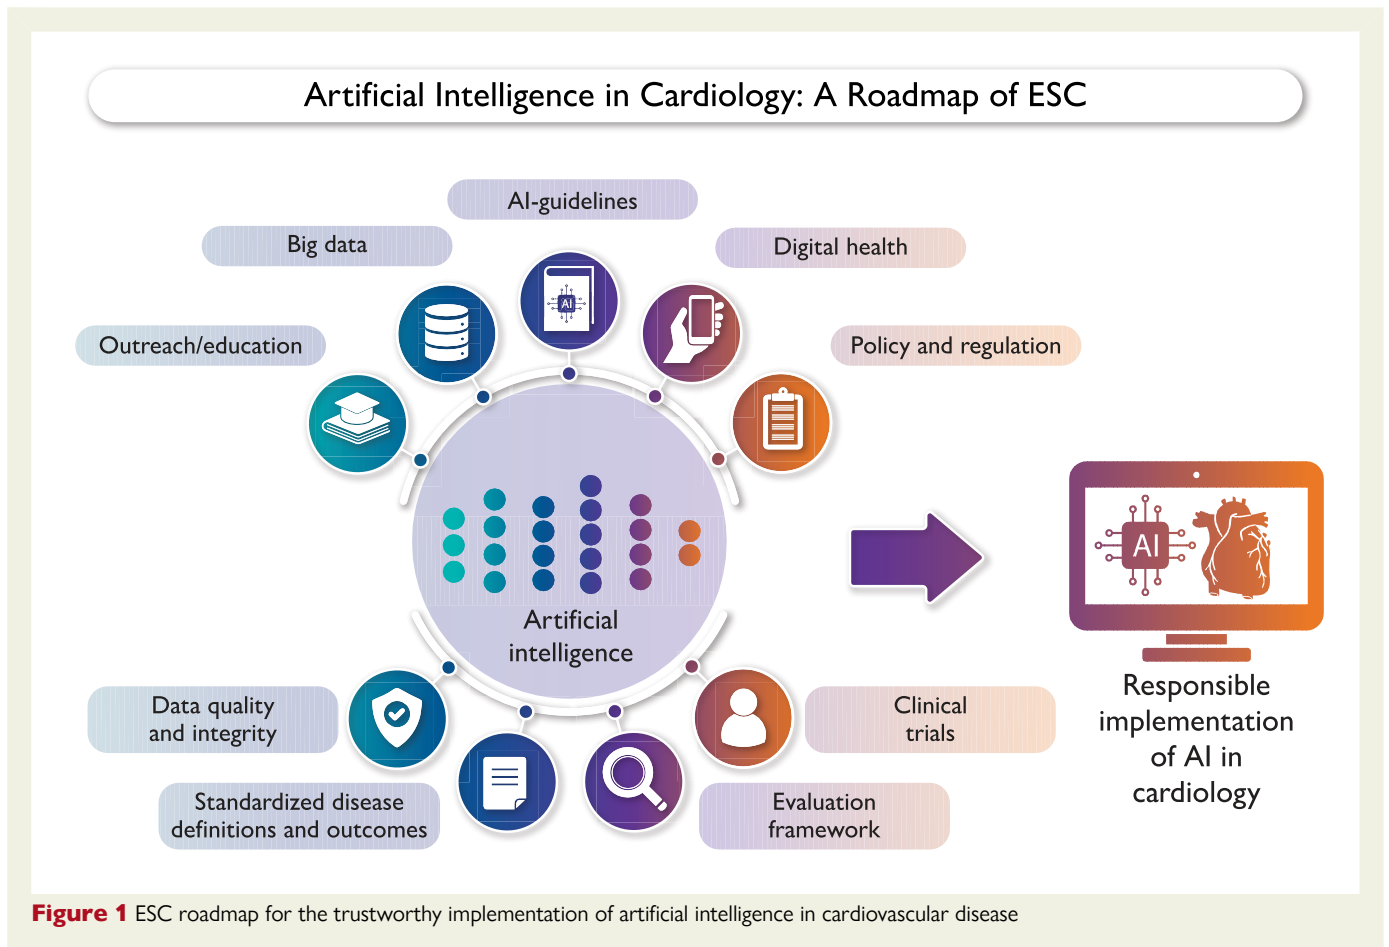 Artificial Intelligence in Cardiology: A Roadmap of ESC
AI-guidelines
Big data
Digital health
Outreach/education
Policy and regulation
AI
AI
Artificial
intelligence
Data quality
and integrity
Standardized disease
definitions and outcomes
Evaluation
framework
Clinical
trials
Responsible
implementation
of AI in
cardiology
Figure 1 ESC roadmap for the trustworthy implementation of artificial intelligence in cardiovascular disease